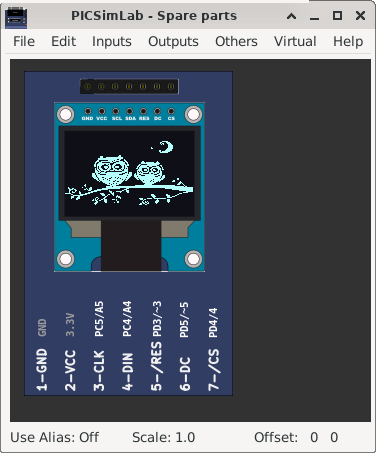 PICSimLab - Spare parts
File Edit Inputs Outputs Others Virtual Help
GND VCC SCL SDA RES DC CS
1-GND GND
2-VCC 3.3V
3-CLK PC5/A5
4-DIN PC4/A4
5-/RES PD3/~3
6-DC PD5/~5
7-/CS PD4/4
Use Alias: Off Scale: 1.0 Offset: 0 0